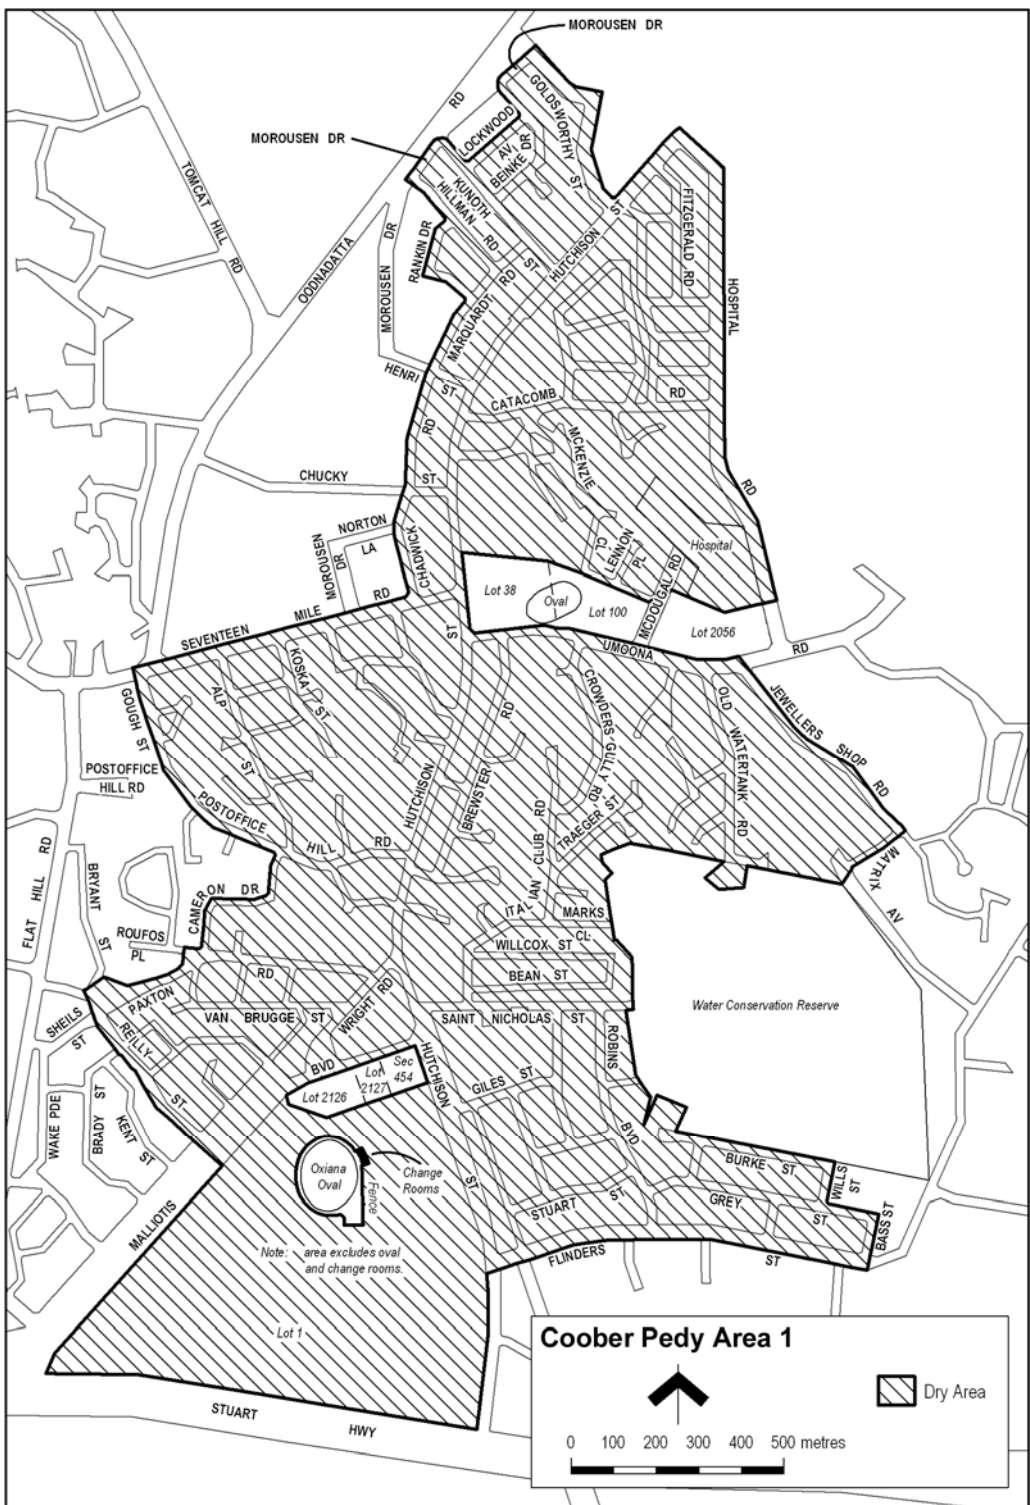 MOROUSEN DR
GOLDSWORTHY
ST
RD
LOCKWOOD
MOROUSEN DR
AV
BEINKE DR
TOMCAT HILL RD
KUNOTH
HILLMAN
RD
ST
HUTCHISON
ST
FITZGERALD RD
OODNADATTA
MOROUSEN DR
RANKIN DR
HOSPITAL
MARQUARDT RD
HENRI ST
CATACOMB
RD
RD
MCKENZIE
CHUCKY
ST
RD
NORTON
LA
MOROUSEN
DR
CHADWICK
CL
LENNON
PL
Hospital
MCDOUGAL RD
Lot 38
Oval
Lot 100
Lot 2056
SEVENTEEN MILE RD
ST
UMOONA
RD
GOUGH ST
ALP
ST
KOSKA
ST
CROWDERS GULLY RD
OLD
WATERTANK
RD
JEWELLERS SHOP RD
POSTOFFICE
HILL RD
RD
BREWSTER
HUTCHISON
POSTOFFICE
HILL
RD
ITALIAN CLUB RD
TRAEGER ST
MATRIX
AV
FLAT HILL RD
BRYANT
ST
CAMERON DR
ROUFOS
PL
MARKS
CL
WILLCOX ST
BEAN ST
Water Conservation Reserve
PAXTON
RD
SHEILS
ST
REILLY
ST
VAN BRUGGE ST
WRIGHT RD
SAINT NICHOLAS ST
ROBINS
BVD
BVD
HUTCHISON
ST
GILES ST
Lot 2126
Lot
2127
Sec
454
WAKE PDE
BRADY ST
KENT ST
Oxiana
Oval
Change
Rooms
Fence
BURKE ST
WILLS
ST
GREY
ST
BASS ST
STUART
ST
MALLIOTIS
Note: area excludes oval
and change rooms.
FLINDERS
ST
Lot 1
STUART
HWY
Coober Pedy Area 1
Dry Area
0 100 200 300 400 500 metres